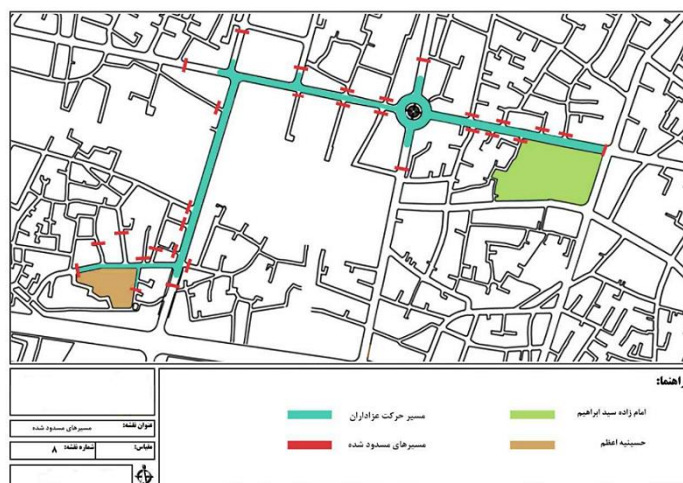 راهنما:
مسیر حرکت عزاداران
امام زاده سید ابراهیم
مسیرهای مسدود شده
حسینیه اعظم
عنوان نقشه: مسیرهای مسدود شده
مقیاس: شماره نقشه: ۸